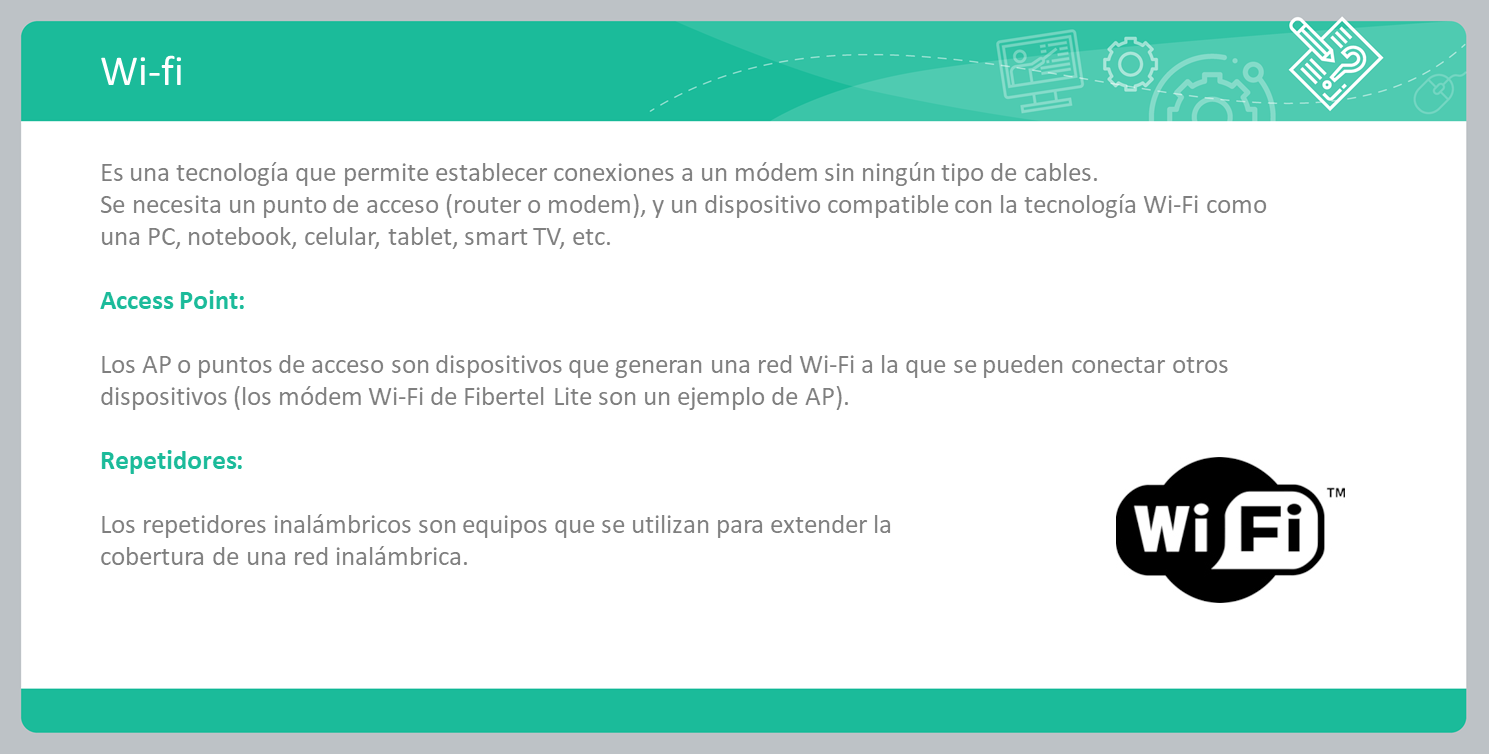 Wi-fi
Es una tecnología que permite establecer conexiones a un módem sin ningún tipo de cables.
Se necesita un punto de acceso (router o modem), y un dispositivo compatible con la tecnología Wi-Fi como
una PC, notebook, celular, tablet, smart TV, etc.
Access Point:
Los AP o puntos de acceso son dispositivos que generan una red Wi-Fi a la que se pueden conectar otros
dispositivos (los módem Wi-Fi de Fibertel Lite son un ejemplo de AP).
Repetidores:
Los repetidores inalámbricos son equipos que se utilizan para extender la
cobertura de una red inalámbrica.
Wi Fi TM